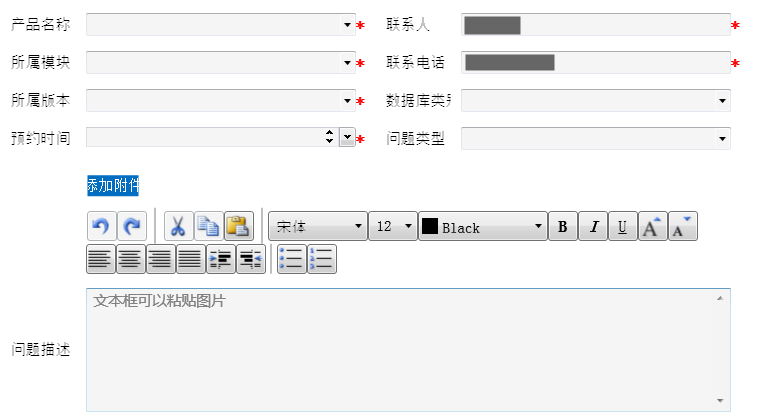 产品名称 * 联系人 *
所属模块 * 联系电话 *
所属版本 * 数据库类
预约时间 * 问题类型
添加附件
宋体 12 Black B I U A A
文本框可以粘贴图片
问题描述